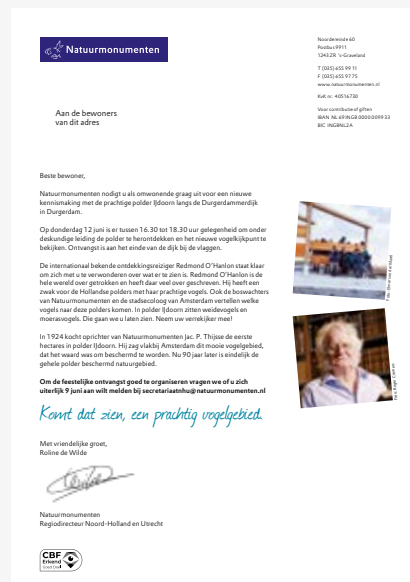 Natuurmonumenten
Noordereinde 60
Postbus 9911
1243 ZR 's-Graveland
T (035) 655 99 11
F (035) 655 97 75
www.natuurmonumenten.nl
KvK nr. 40516730
Voor contributie of giften
IBAN NL 69 INGB 0000 0099 33
BIC INGBNL2A
Aan de bewoners
van dit adres
Beste bewoner,
Natuurmonumenten nodigt u als omwonende graag uit voor een nieuwe
kennismaking met de prachtige polder IJdoorn langs de Durgerdammerdijk
in Durgerdam.
Op donderdag 12 juni is er tussen 16.30 tot 18.30 uur gelegenheid om onder
deskundige leiding de polder te herontdekken en het nieuwe vogelkijkpunt te
bekijken. Ontvangst is aan het einde van de dijk bij de vlaggen.
De internationaal bekende ontdekkingsreiziger Redmond O'Hanlon staat klaar
om zich met u te verwonderen over wat er te zien is. Redmond O'Hanlon is de
hele wereld over getrokken en heeft daar veel over geschreven. Hij heeft een
zwak voor de Hollandse polders met haar prachtige vogels. Ook de boswachters
van Natuurmonumenten en de stadsecoloog van Amsterdam vertellen welke
vogels naar deze polders komen. In polder IJdoorn zitten weidevogels en
moerasvogels. Die gaan we u laten zien. Neem uw verrekijker mee!
In 1924 kocht oprichter van Natuurmonumenten Jac. P. Thijsse de eerste
hectares in polder IJdoorn. Hij zag vlakbij Amsterdam dit mooie vogelgebied,
dat het waard was om beschermd te worden. Nu 90 jaar later is eindelijk de
gehele polder beschermd natuurgebied.
Om de feestelijke ontvangst goed te organiseren vragen we of u zich
uiterlijk 9 juni aan wilt melden bij secretariaatnhu@natuurmonumenten.nl
Komt dat zien, een prachtig vogelgebied.
Met vriendelijke groet,
Roline de Wilde
Natuurmonumenten
Regiodirecteur Noord-Holland en Utrecht
CBF
Erkend
Goed Doel